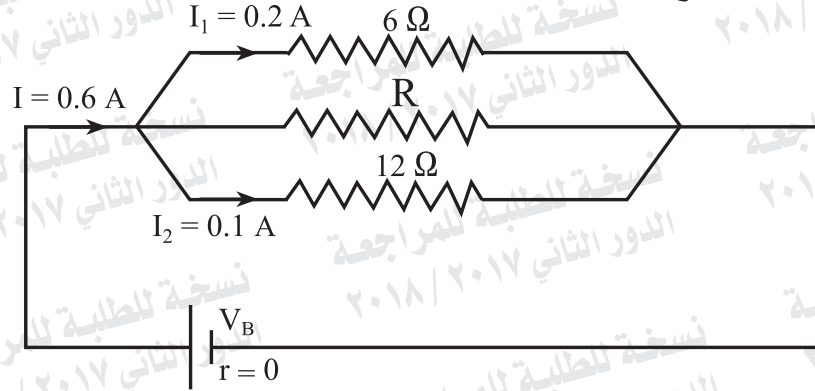 I₁ = 0.2 A
6 Ω
I = 0.6 A
R
12 Ω
I₂ = 0.1 A
V_B
r = 0
نسخة للطلبة للمراجعة
الدور الثاني ٢٠١٧ / ٢٠١٨